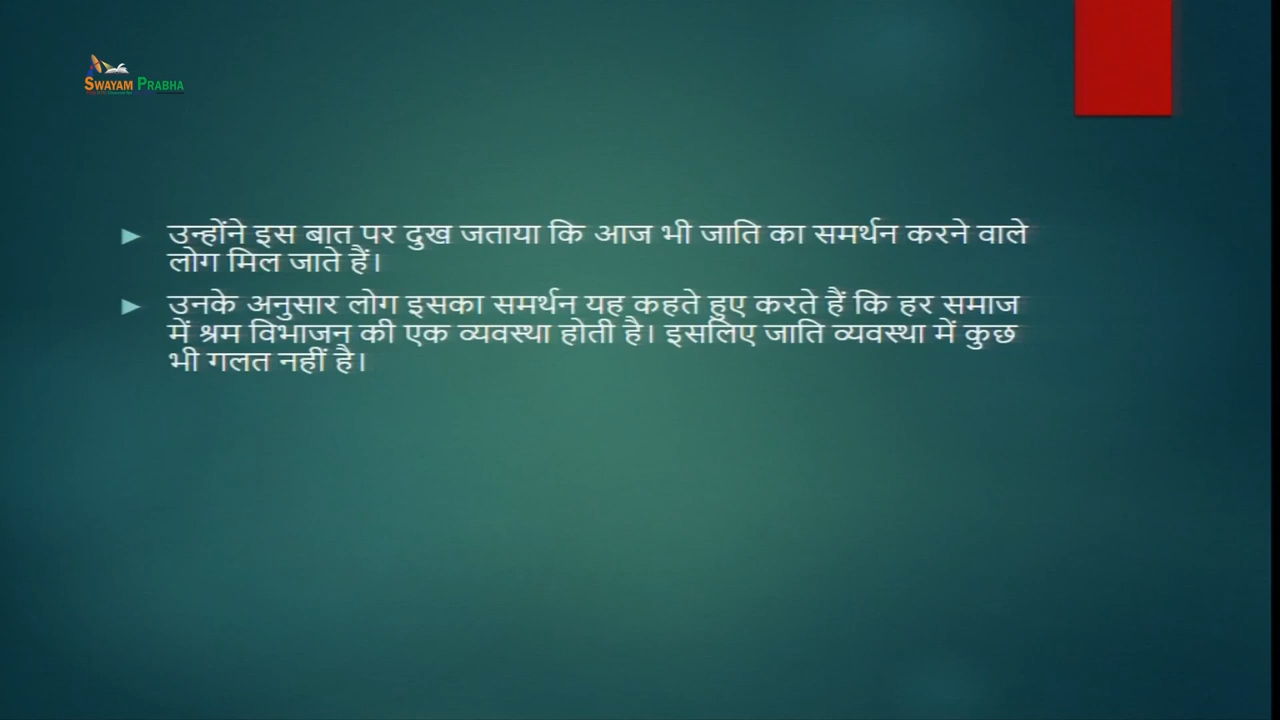 SWAYAM PRABHA
उन्होंने इस बात पर दुख जताया कि आज भी जाति का समर्थन करने वाले
लोग मिल जाते हैं।
उनके अनुसार लोग इसका समर्थन यह कहते हुए करते हैं कि हर समाज
में श्रम विभाजन की एक व्यवस्था होती है। इसलिए जाति व्यवस्था में कुछ
भी गलत नहीं है।